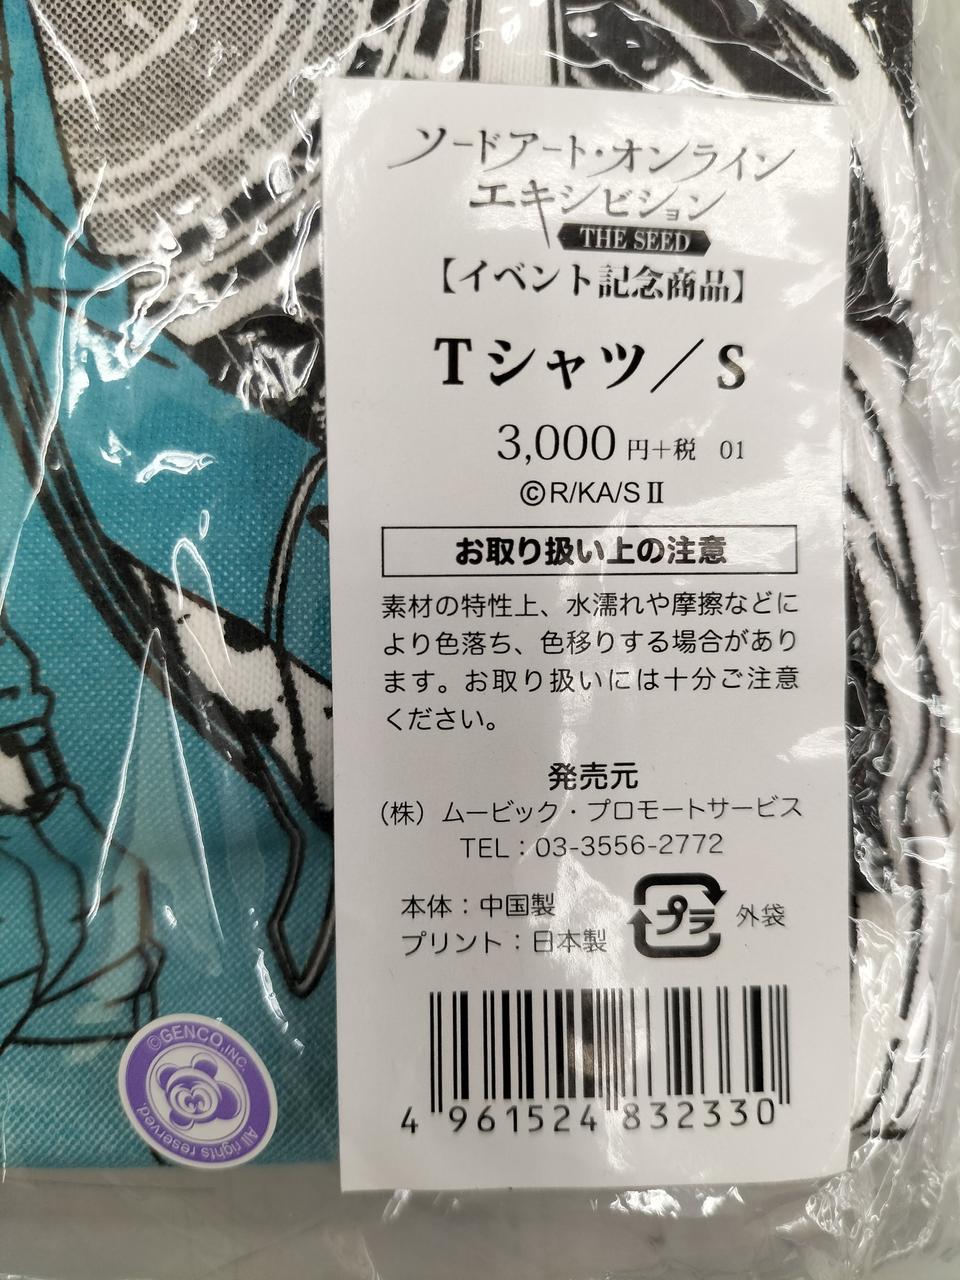 ソードアート・オンライン
エキシビション
THE SEED
【イベント記念商品】
Tシャツ／S
3,000円+税 01
©R/KA/SⅡ
お取り扱い上の注意
素材の特性上、水濡れや摩擦などに
より色落ち、色移りする場合があり
ます。お取り扱いには十分ご注意
ください。
発売元
（株）ムービック・プロモートサービス
TEL：03-3556-2772
本体：中国製
プリント：日本製
プラ 外袋
4 961524 832330
©GENCO,INC.
All rights reserved.